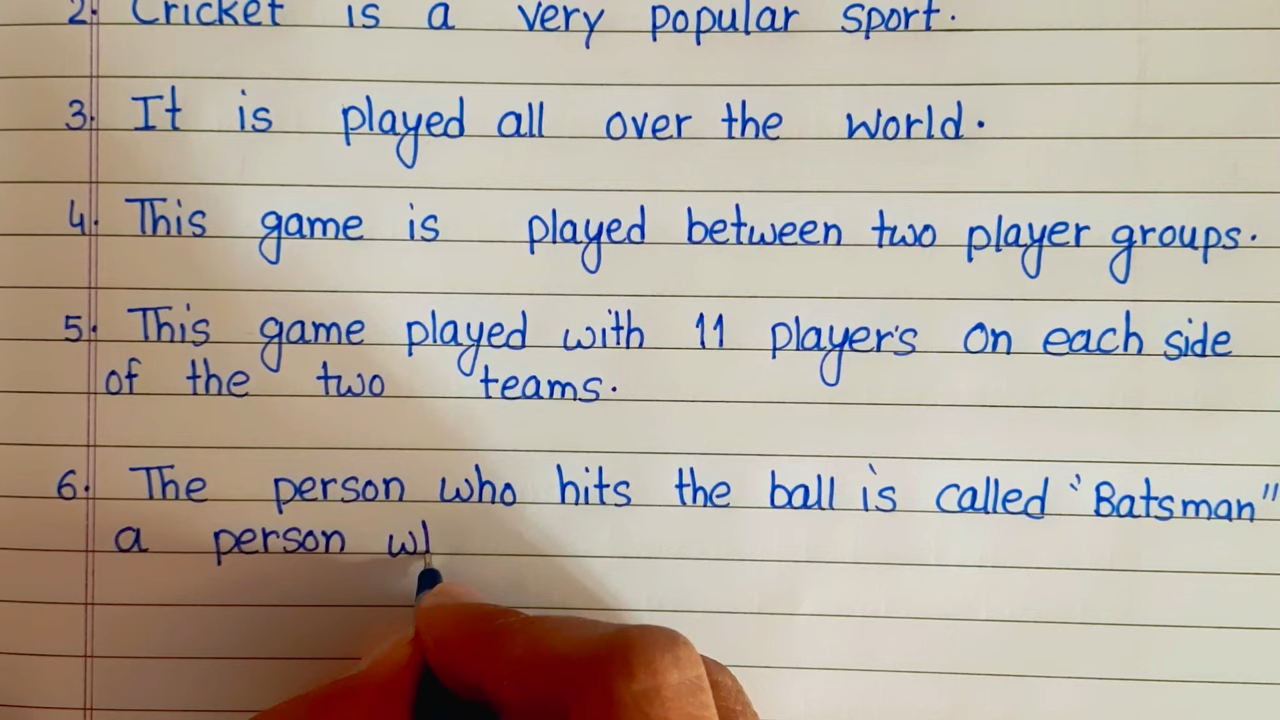 2. Cricket is a very popular sport.
3. It is played all over the world.
4. This game is played between two player groups.
5. This game played with 11 player's on each side
of the two teams.
6. The person who hits the ball is called "Batsman"
a person wh